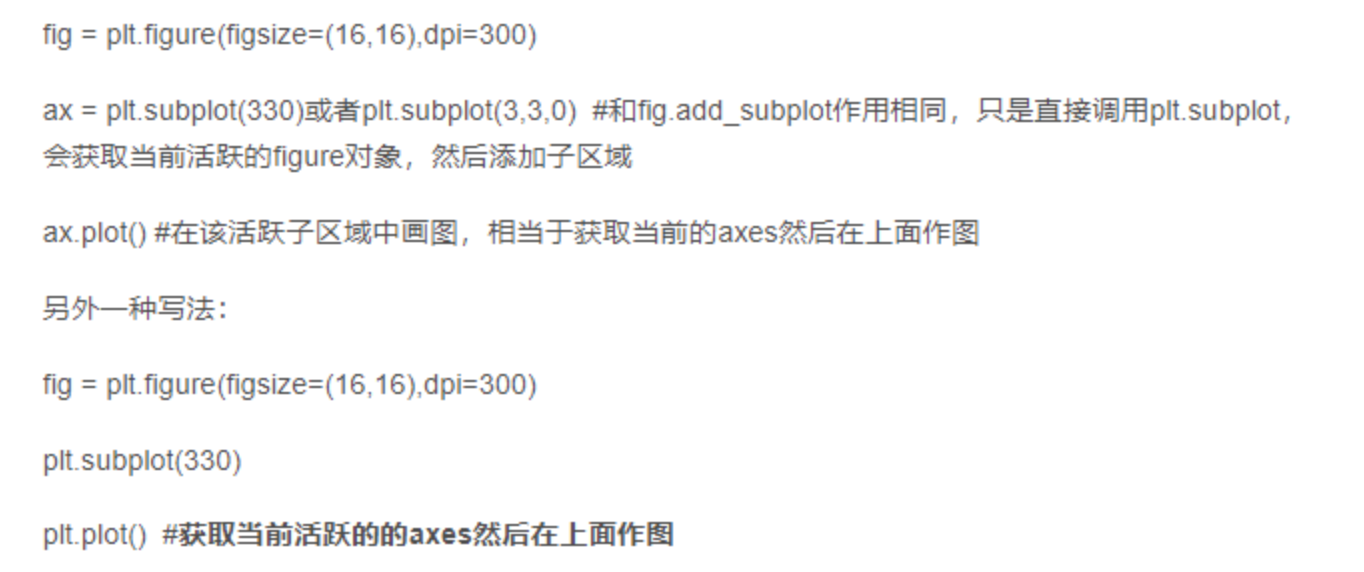 fig = plt.figure(figsize=(16,16),dpi=300)
ax = plt.subplot(330)或者plt.subplot(3,3,0)  #和fig.add_subplot作用相同，只是直接调用plt.subplot，
会获取当前活跃的figure对象，然后添加子区域
ax.plot() #在该活跃子区域中画图，相当于获取当前的axes然后在上面作图
另外一种写法：
fig = plt.figure(figsize=(16,16),dpi=300)
plt.subplot(330)
plt.plot()  #获取当前活跃的的axes然后在上面作图